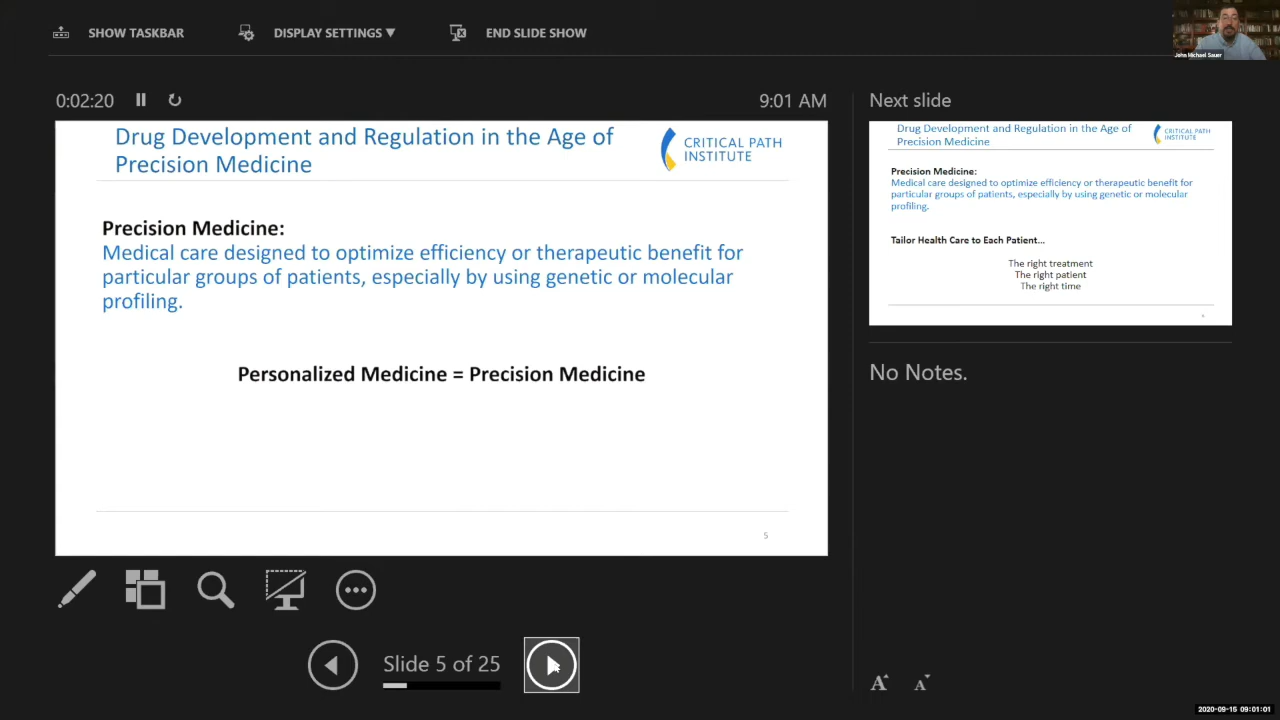 SHOW TASKBAR
DISPLAY SETTINGS ▼
END SLIDE SHOW
John Michael Sauer
0:02:20
9:01 AM
Drug Development and Regulation in the Age of
Precision Medicine
CRITICAL PATH
INSTITUTE
Precision Medicine:
Medical care designed to optimize efficiency or therapeutic benefit for
particular groups of patients, especially by using genetic or molecular
profiling.
Personalized Medicine = Precision Medicine
5
Slide 5 of 25
Next slide
Drug Development and Regulation in the Age of
Precision Medicine
CRITICAL PATH
INSTITUTE
Precision Medicine:
Medical care designed to optimize efficiency or therapeutic benefit for
particular groups of patients, especially by using genetic or molecular
profiling.
Tailor Health Care to Each Patient...
The right treatment
The right patient
The right time
No Notes.
A A
2020-09-15 09:01:01